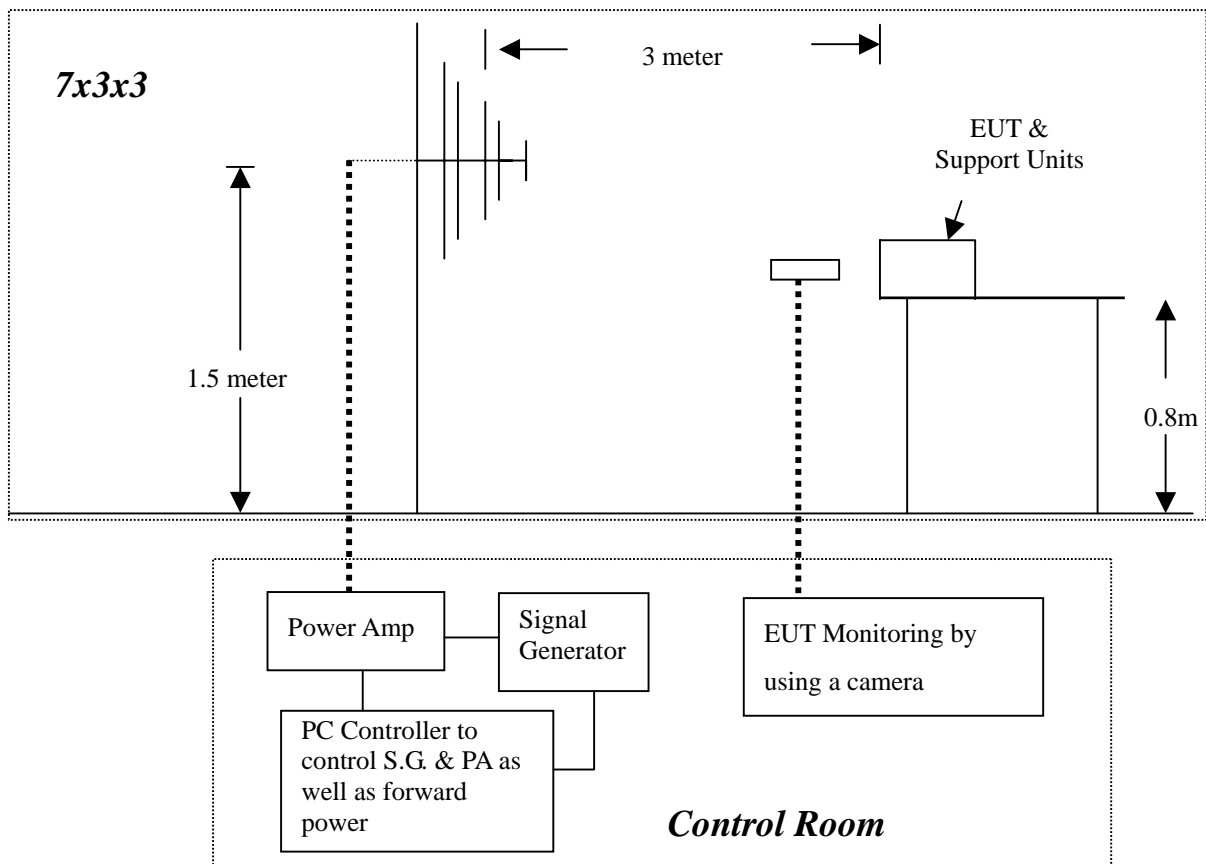 7x3x3
3 meter
EUT &
Support Units
1.5 meter
0.8m
Power Amp
Signal
Generator
EUT Monitoring by
using a camera
PC Controller to
control S.G. & PA as
well as forward
power
Control Room